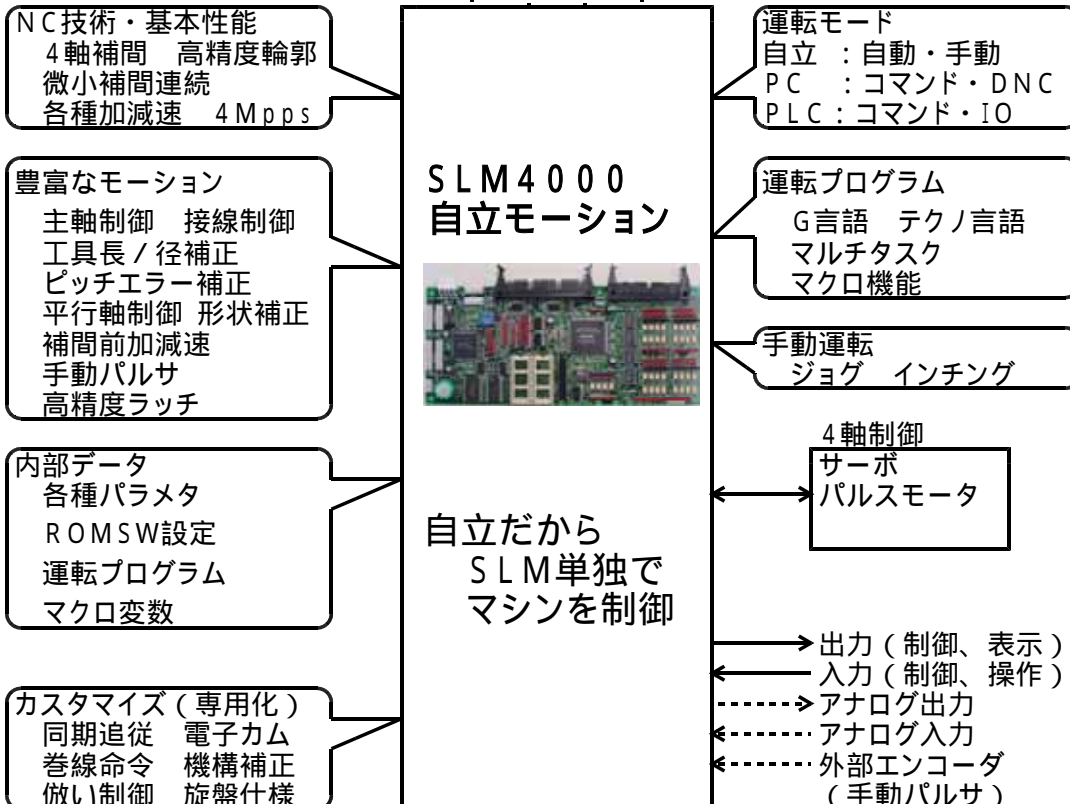 NC技術・基本性能
4軸補間 高精度輪郭
微小補間連続
各種加減速 4Mpps
豊富なモーション
主軸制御 接線制御
工具長/径補正
ピッチエラー補正
平行軸制御 形状補正
補間前加減速
手動パルサ
高精度ラッチ
内部データ
各種パラメタ
ROMSW設定
運転プログラム
マクロ変数
カスタマイズ(専用化)
同期追従 電子カム
巻線命令 機構補正
倣い制御 旋盤仕様
SLM4000
自立モーション
自立だから
SLM単独で
マシンを制御
運転モード
自立 :自動・手動
PC :コマンド・DNC
PLC:コマンド・IO
運転プログラム
G言語 テクノ言語
マルチタスク
マクロ機能
手動運転
ジョグ インチング
4軸制御
サーボ
パルスモータ
出力(制御、表示)
入力(制御、操作)
アナログ出力
アナログ入力
外部エンコーダ
(手動パルサ)